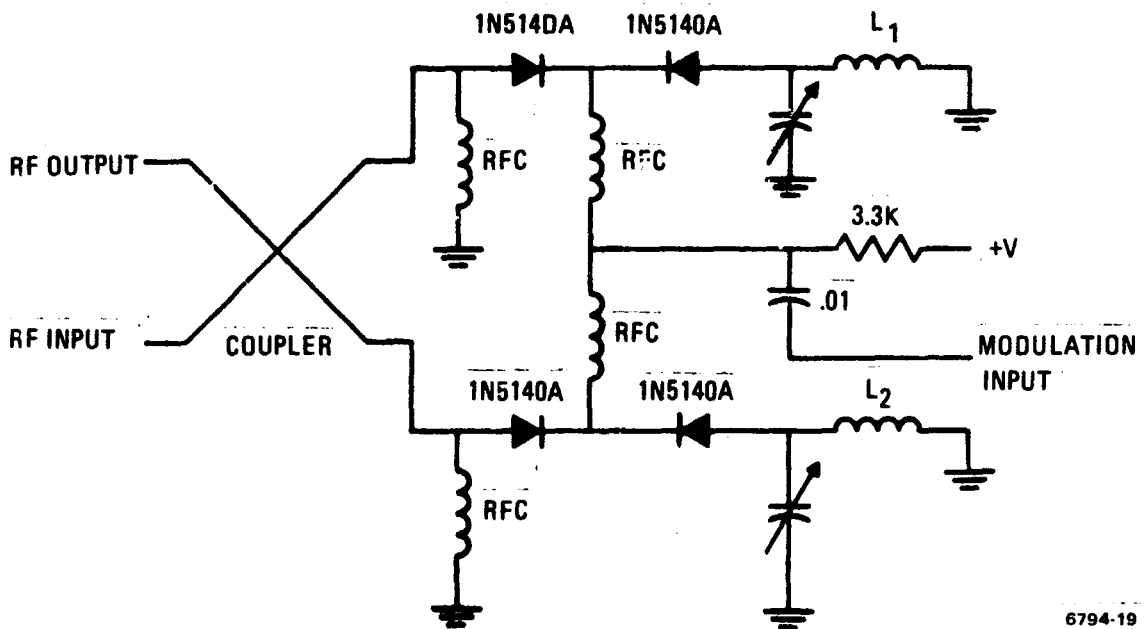 1N514DA
1N5140A
L1
RF OUTPUT
RFC
RFC
3.3K
+V
.01
RF INPUT
COUPLER
RFC
MODULATION
INPUT
1N5140A
1N5140A
L2
RFC
6794-19